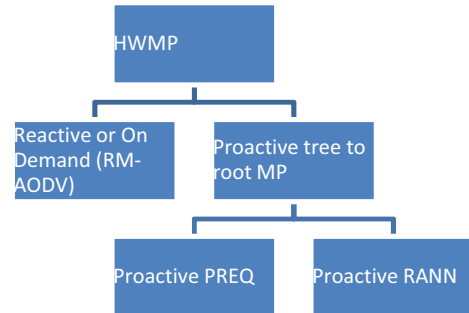 HWMP
Reactive or On
Demand (RM-
AODV)
Proactive tree to
root MP
Proactive PREQ
Proactive RANN